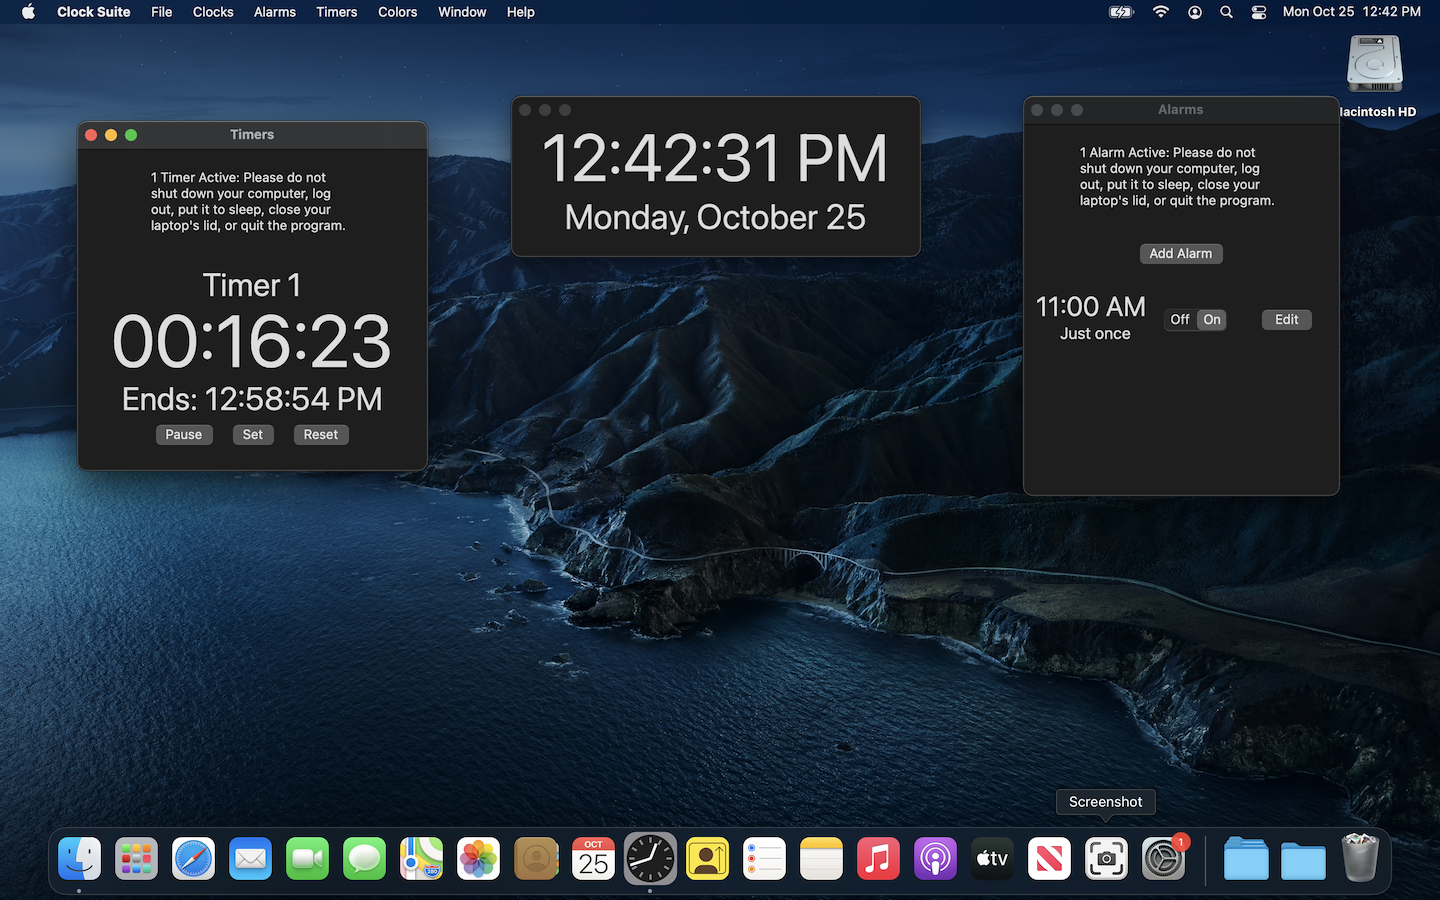 Clock Suite File Clocks Alarms Timers Colors Window Help
Mon Oct 25 12:42 PM
acintosh HD
Timers
1 Timer Active: Please do not
shut down your computer, log
out, put it to sleep, close your
laptop's lid, or quit the program.
Timer 1
00:16:23
Ends: 12:58:54 PM
Pause Set Reset
12:42:31 PM
Monday, October 25
Alarms
1 Alarm Active: Please do not
shut down your computer, log
out, put it to sleep, close your
laptop's lid, or quit the program.
Add Alarm
11:00 AM
Just once
Off On
Edit
Screenshot
OCT
25
280
tv
1